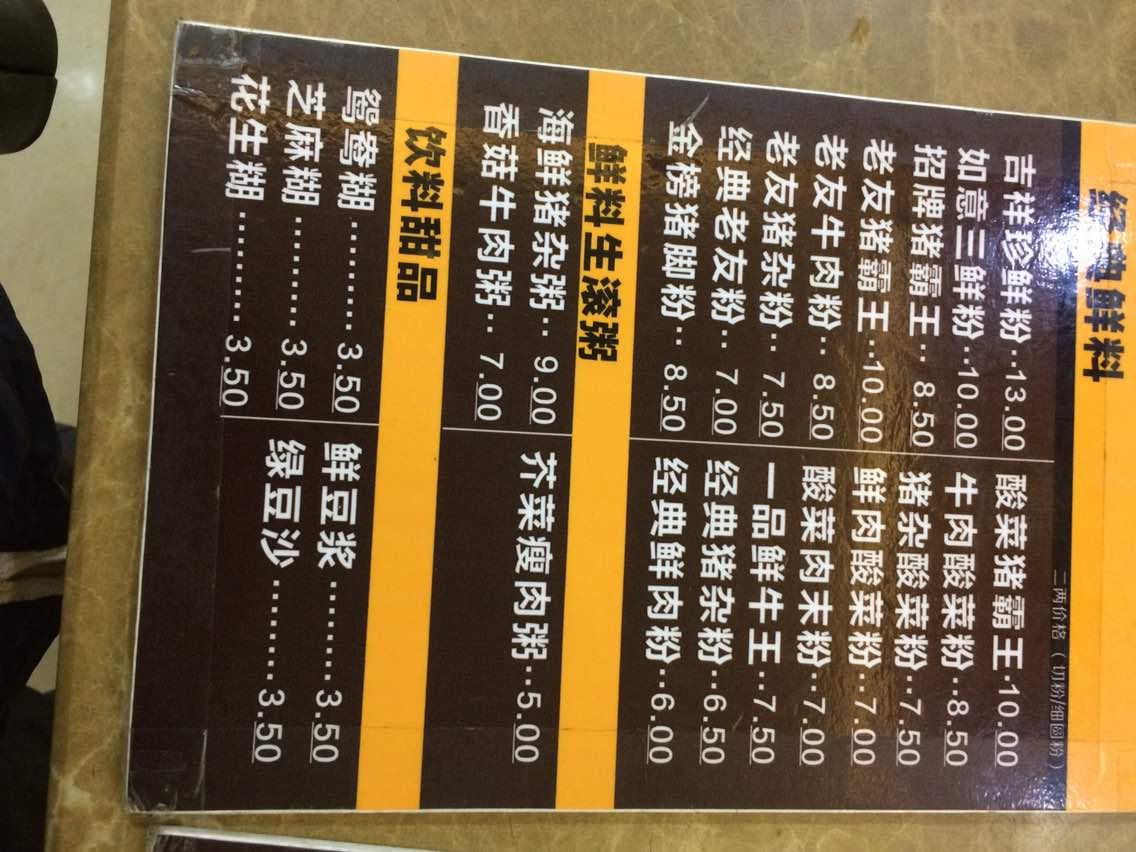 经典鲜料
二两价格（切粉/细圆粉）
吉祥珍鲜粉··13.00 酸菜猪霸王·10.00
如意三鲜粉··10.00 牛肉酸菜粉··8.50
招牌猪霸王·· 8.50 猪杂酸菜粉··7.50
老友猪霸王··10.00 鲜肉酸菜粉··7.00
老友牛肉粉·· 8.50 酸菜肉末粉··7.00
老友猪杂粉·· 7.50 一品鲜牛王··7.50
经典老友粉·· 7.00 经典猪杂粉··6.50
金榜猪脚粉·· 8.50 经典鲜肉粉··6.00
鲜料生滚粥
海鲜猪杂粥·· 9.00 芥菜瘦肉粥··5.00
香菇牛肉粥·· 7.00
饮料甜品
鸳鸯糊·········3.50 鲜豆浆·······3.50
芝麻糊·········3.50 绿豆沙·········3.50
花生糊·········3.50